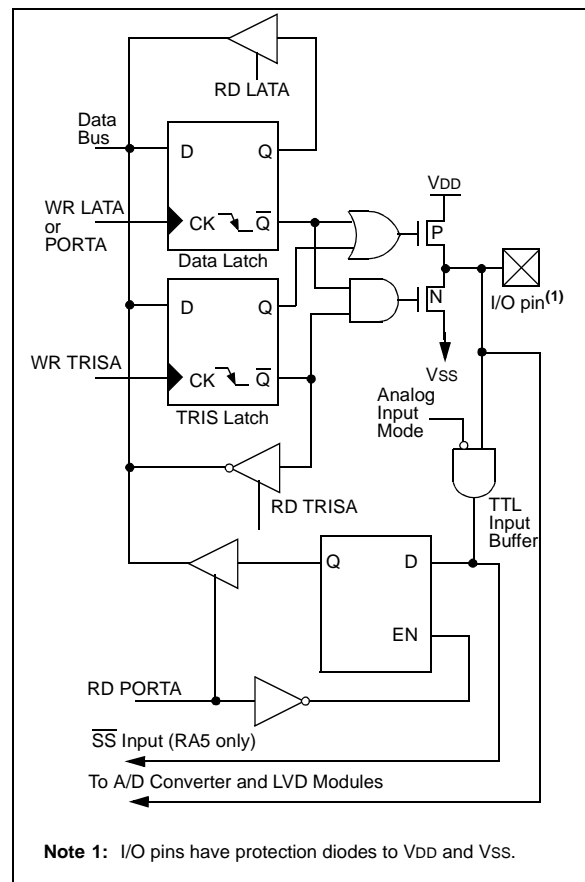 RD LATA
Data
Bus
D Q
WR LATA
or
PORTA
CK Q̅
Data Latch
VDD
P
I/O pin(1)
D Q
N
WR TRISA
CK Q̅
TRIS Latch
VSS
Analog
Input
Mode
RD TRISA
TTL
Input
Buffer
Q D
EN
RD PORTA
S̅S̅ Input (RA5 only)
To A/D Converter and LVD Modules
Note 1: I/O pins have protection diodes to VDD and VSS.